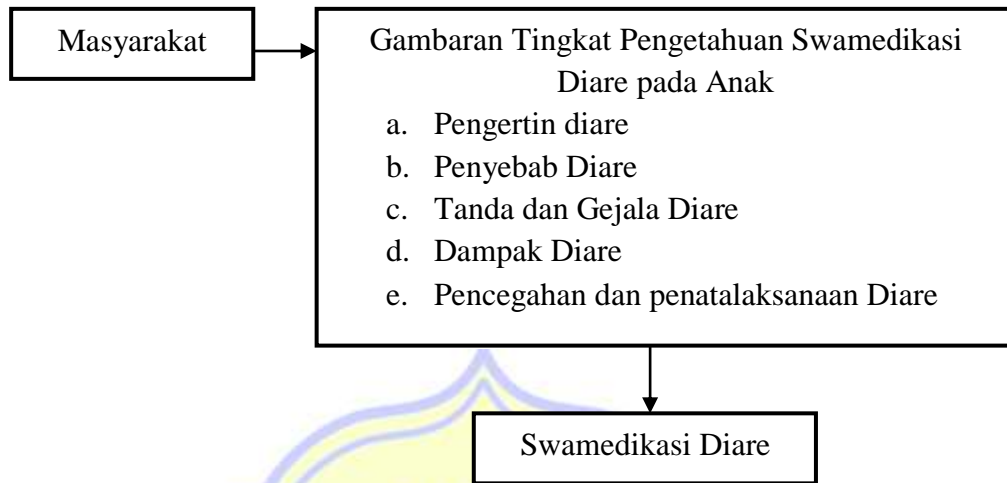 Masyarakat
Gambaran Tingkat Pengetahuan Swamedikasi
Diare pada Anak
a. Pengertin diare
b. Penyebab Diare
c. Tanda dan Gejala Diare
d. Dampak Diare
e. Pencegahan dan penatalaksanaan Diare
Swamedikasi Diare